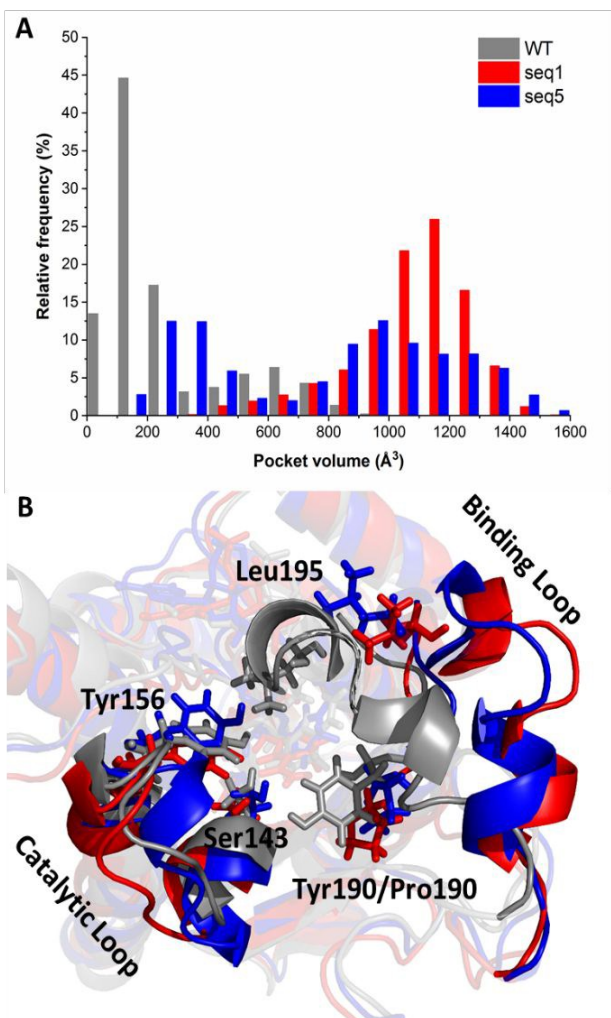 A
50
45
40
35
30
25
20
15
10
5
0
Relative frequency (%)
WT
seq1
seq5
0 200 400 600 800 1000 1200 1400 1600
Pocket volume (Å³)
B
Binding Loop
Leu195
Tyr156
Ser143
Tyr190/Pro190
Catalytic Loop